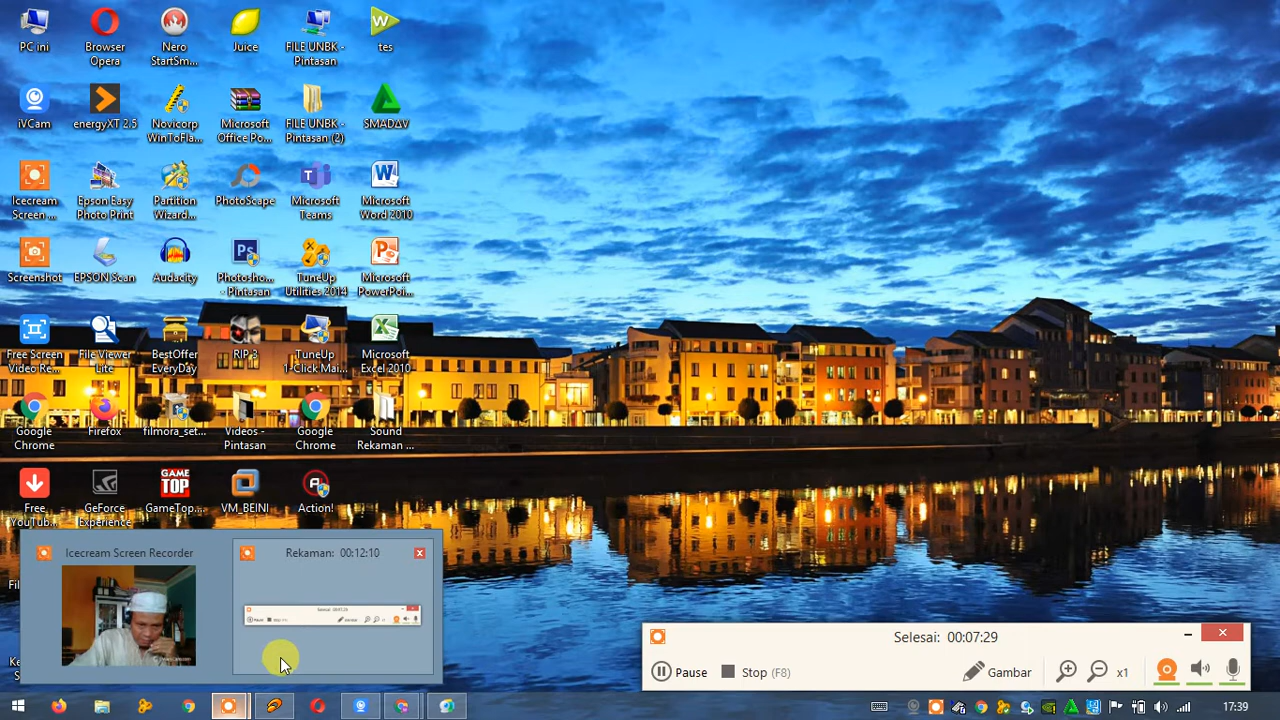 PC ini
Browser
Opera
Nero
StartSm...
Juice
FILE UNBK -
Pintasan
W
tes
iVCam
energyXT 2.5
Novicorp
WinToFla...
Microsoft
Office Po...
FILE UNBK -
Pintasan (2)
SMADΔV
Icecream
Screen ...
Epson Easy
Photo Print
Partition
Wizard...
PhotoScape
Microsoft
Teams
Microsoft
Word 2010
Screenshot
EPSON Scan
Audacity
Photosho...
- Pintasan
TuneUp
Utilities 2014
Microsoft
PowerPoi...
Free Screen
Video Re...
File Viewer
Lite
BestOffer
EveryDay
RIP 3
TuneUp
1-Click Mai...
Microsoft
Excel 2010
Google
Chrome
Firefox
filmora_set...
Videos -
Pintasan
Google
Chrome
Sound
Rekaman ...
Free
YouTub...
GeForce
Experience
GAME
TOP
GameTop...
VM_BEINI
Action!
Icecream Screen Recorder
Rekaman: 00:12:10
Selesai: 00:07:29
Pause
Stop (F8)
Gambar
x1
17:39